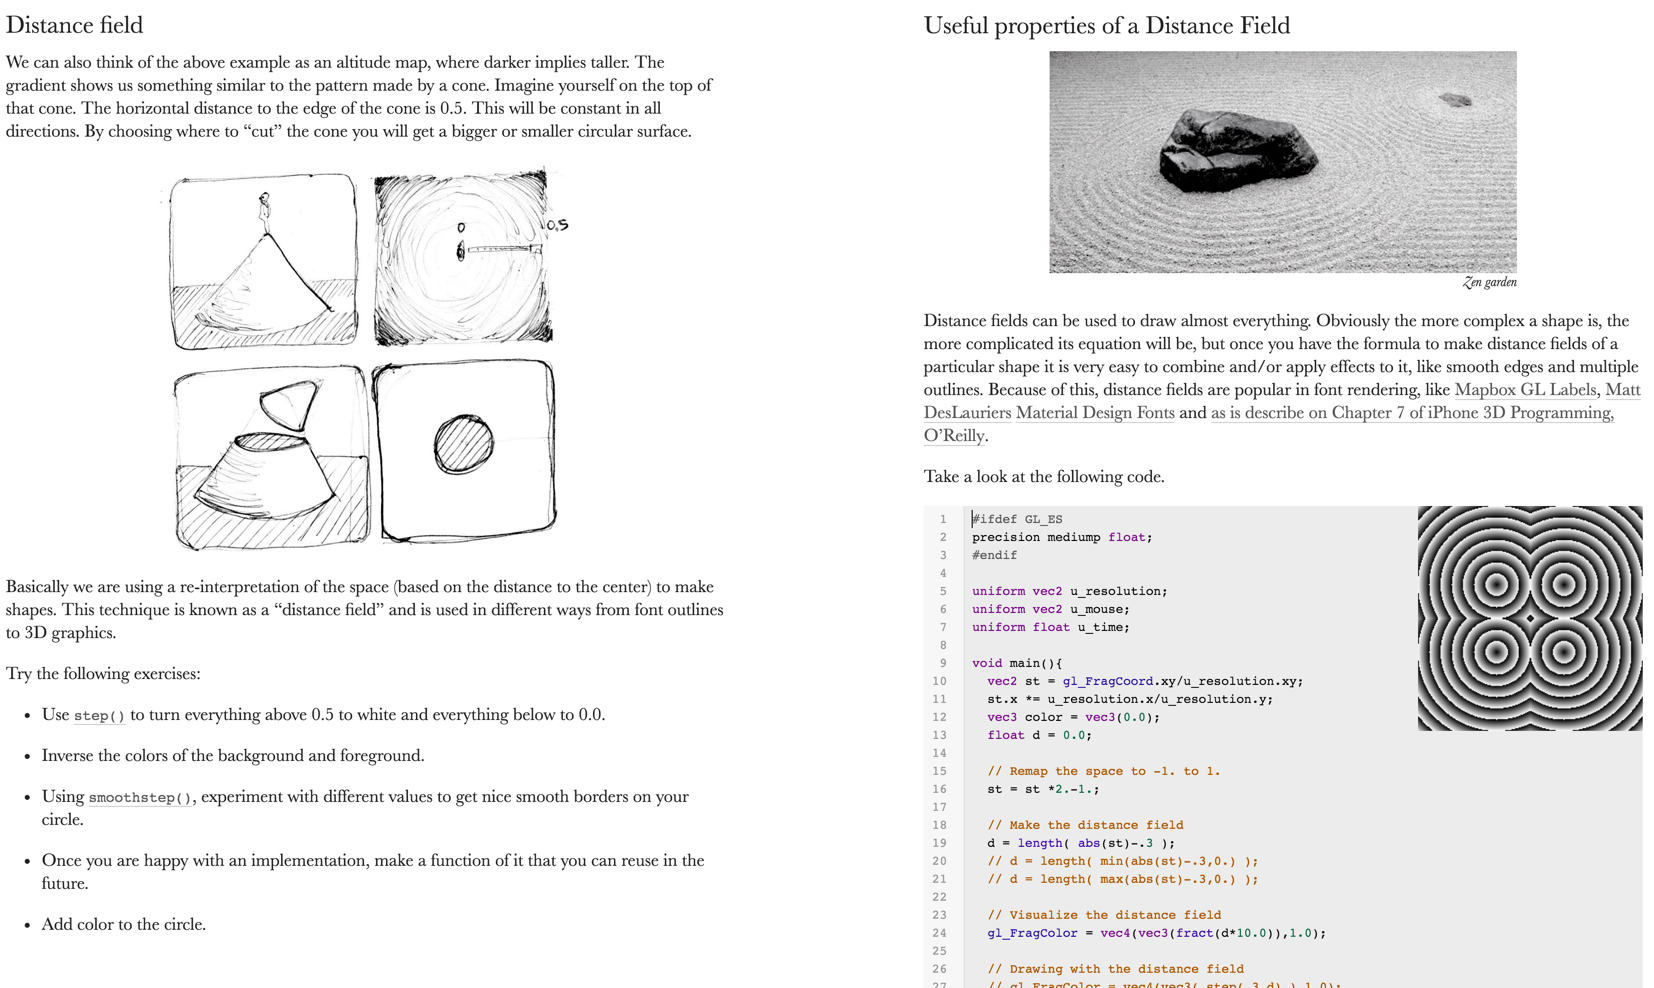 Distance field
We can also think of the above example as an altitude map, where darker implies taller. The
gradient shows us something similar to the pattern made by a cone. Imagine yourself on the top of
that cone. The horizontal distance to the edge of the cone is 0.5. This will be constant in all
directions. By choosing where to “cut” the cone you will get a bigger or smaller circular surface.
0
0.5
Basically we are using a re-interpretation of the space (based on the distance to the center) to make
shapes. This technique is known as a “distance field” and is used in different ways from font outlines
to 3D graphics.
Try the following exercises:
• Use step() to turn everything above 0.5 to white and everything below to 0.0.
• Inverse the colors of the background and foreground.
• Using smoothstep(), experiment with different values to get nice smooth borders on your
circle.
• Once you are happy with an implementation, make a function of it that you can reuse in the
future.
• Add color to the circle.
Useful properties of a Distance Field
Zen garden
Distance fields can be used to draw almost everything. Obviously the more complex a shape is, the
more complicated its equation will be, but once you have the formula to make distance fields of a
particular shape it is very easy to combine and/or apply effects to it, like smooth edges and multiple
outlines. Because of this, distance fields are popular in font rendering, like Mapbox GL Labels, Matt
DesLauriers Material Design Fonts and as is describe on Chapter 7 of iPhone 3D Programming,
O’Reilly.
Take a look at the following code.
1 #ifdef GL_ES
2 precision mediump float;
3 #endif
4
5 uniform vec2 u_resolution;
6 uniform vec2 u_mouse;
7 uniform float u_time;
8
9 void main(){
10 vec2 st = gl_FragCoord.xy/u_resolution.xy;
11 st.x *= u_resolution.x/u_resolution.y;
12 vec3 color = vec3(0.0);
13 float d = 0.0;
14
15 // Remap the space to -1. to 1.
16 st = st *2.-1.;
17
18 // Make the distance field
19 d = length( abs(st)-.3 );
20 // d = length( min(abs(st)-.3,0.) );
21 // d = length( max(abs(st)-.3,0.) );
22
23 // Visualize the distance field
24 gl_FragColor = vec4(vec3(fract(d*10.0)),1.0);
25
26 // Drawing with the distance field
27 // gl_FragColor = vec4(vec3( step(.3,d) ),1.0);